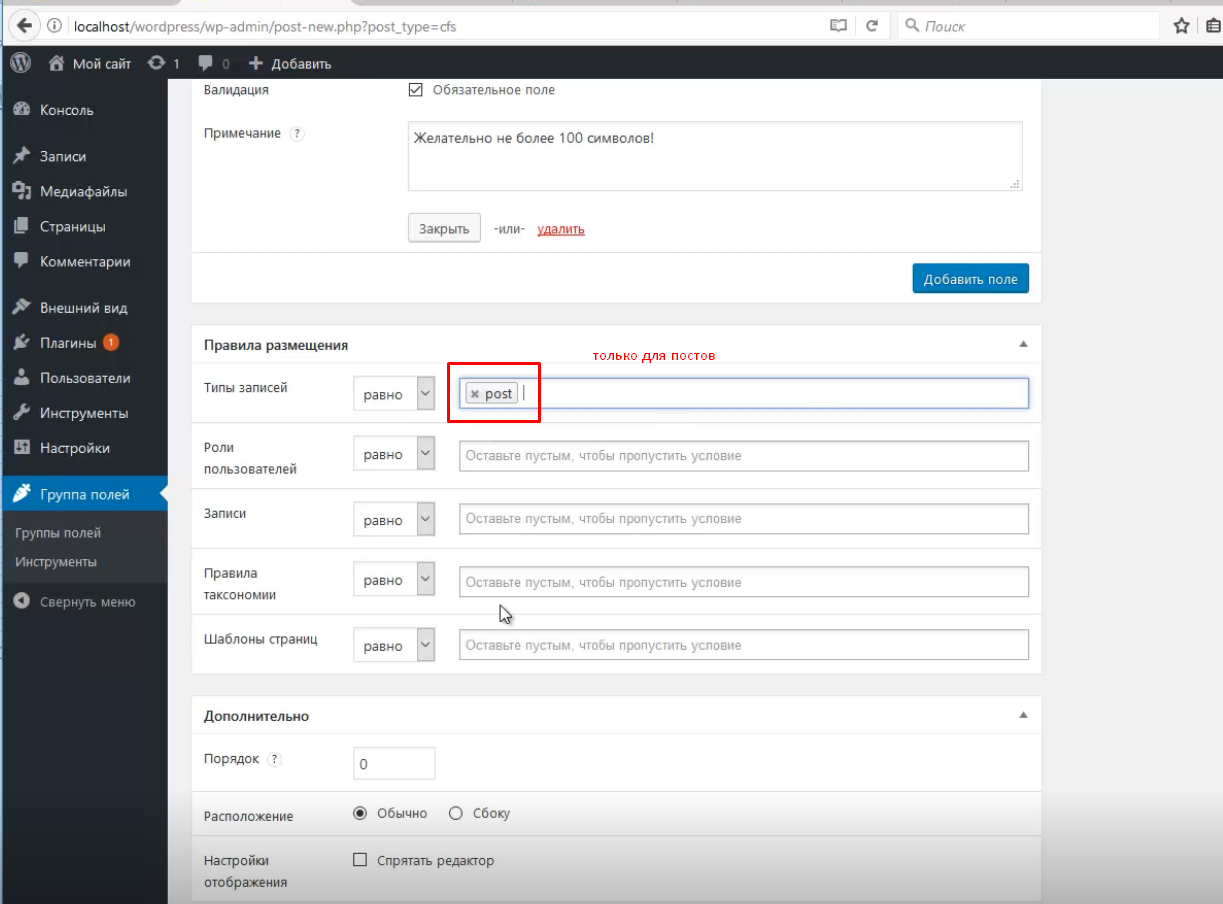 localhost/wordpress/wp-admin/post-new.php?post_type=cfs
Поиск
Мой сайт 1 0 Добавить
Консоль
Записи
Медиафайлы
Страницы
Комментарии
Внешний вид
Плагины 1
Пользователи
Инструменты
Настройки
Группа полей
Группы полей
Инструменты
Свернуть меню
Валидация Обязательное поле
Примечание ? Желательно не более 100 символов!
Закрыть -или- удалить
Добавить поле
Правила размещения
только для постов
Типы записей равно post
Роли
пользователей равно Оставьте пустым, чтобы пропустить условие
Записи равно Оставьте пустым, чтобы пропустить условие
Правила
таксономии равно Оставьте пустым, чтобы пропустить условие
Шаблоны страниц равно Оставьте пустым, чтобы пропустить условие
Дополнительно
Порядок ? 0
Расположение Обычно Сбоку
Настройки
отображения Спрятать редактор